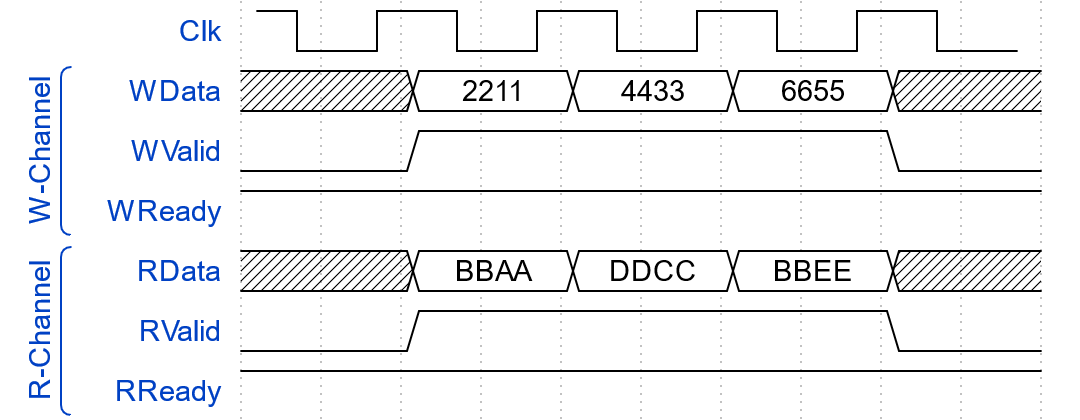 Clk
W-Channel
WData 2211 4433 6655
WValid
WReady
R-Channel
RData BBAA DDCC BBEE
RValid
RReady